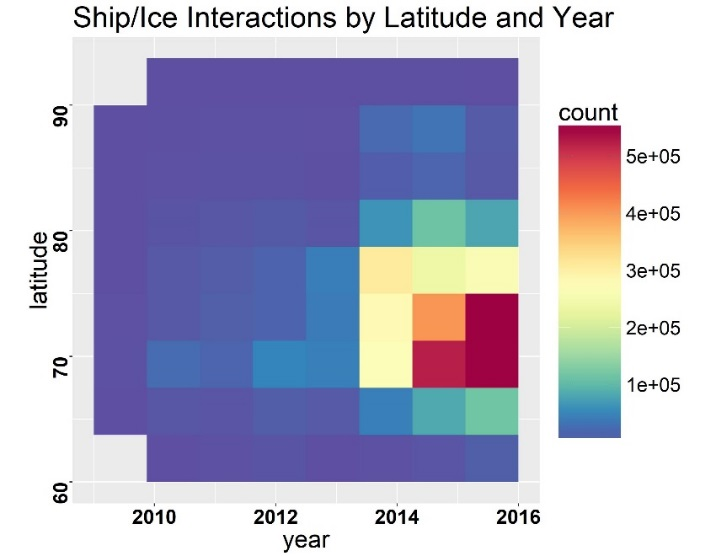 Ship/Ice Interactions by Latitude and Year
count
5e+05
4e+05
3e+05
2e+05
1e+05
latitude
90
80
70
60
2010 2012 2014 2016
year